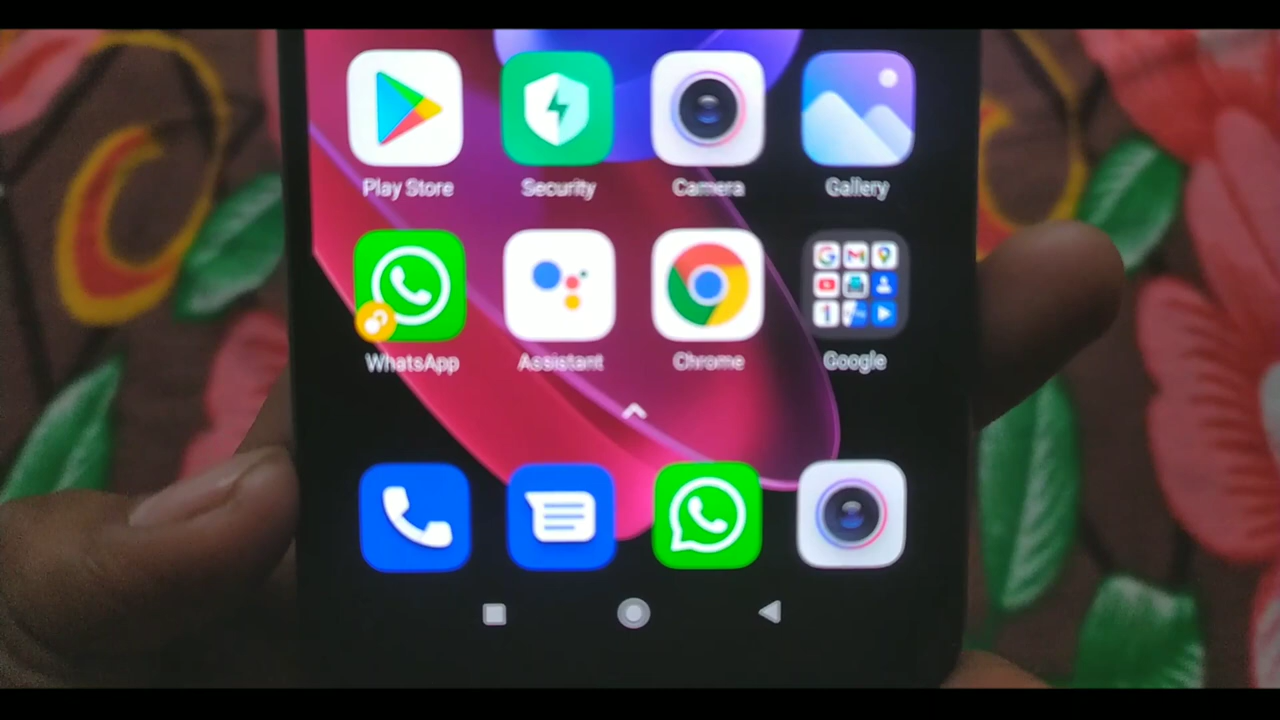 Play Store
Security
Camera
Gallery
WhatsApp
Assistant
Chrome
Google